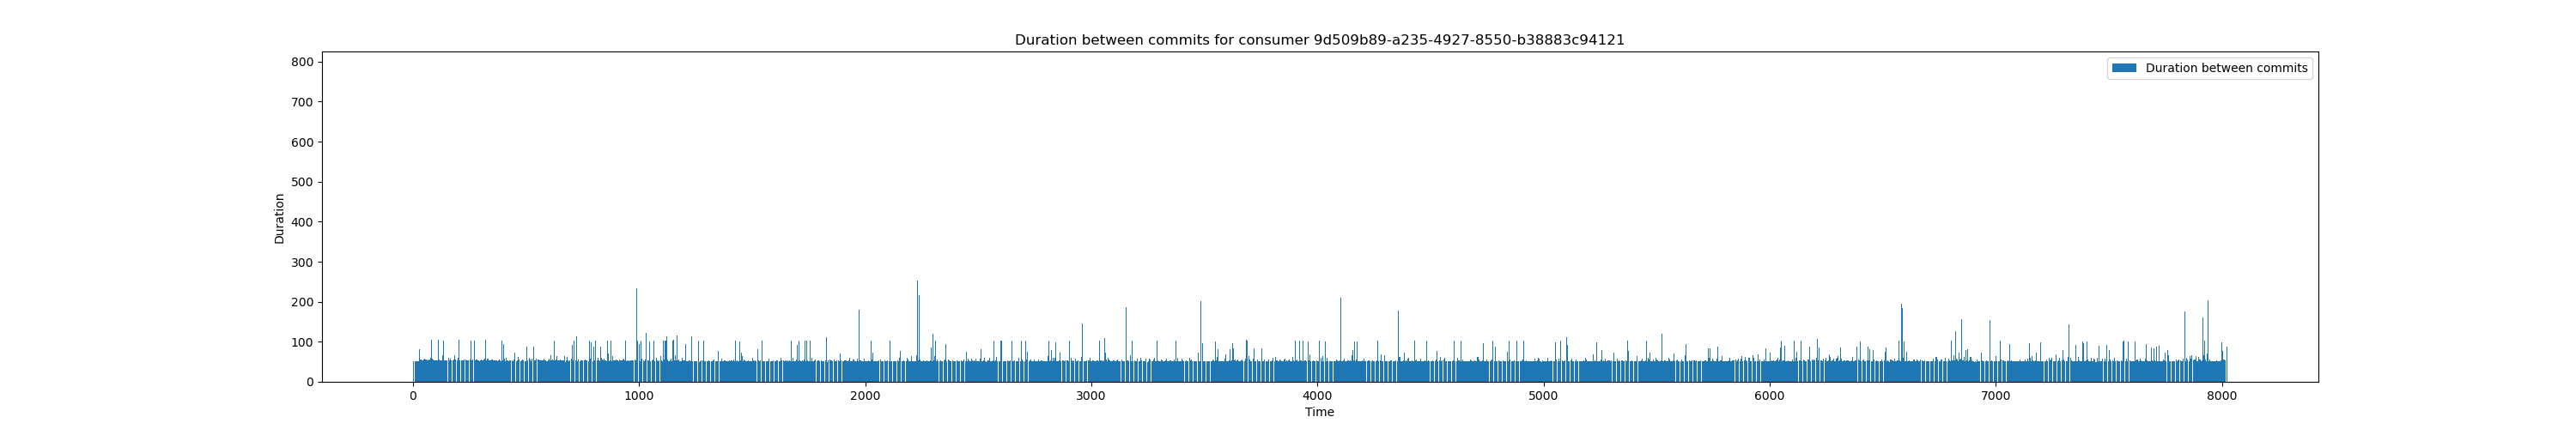 Duration between commits for consumer 9d509b89-a235-4927-8550-b38883c94121
Duration between commits
800
700
600
500
400
300
200
100
0
Duration
0 1000 2000 3000 4000 5000 6000 7000 8000
Time